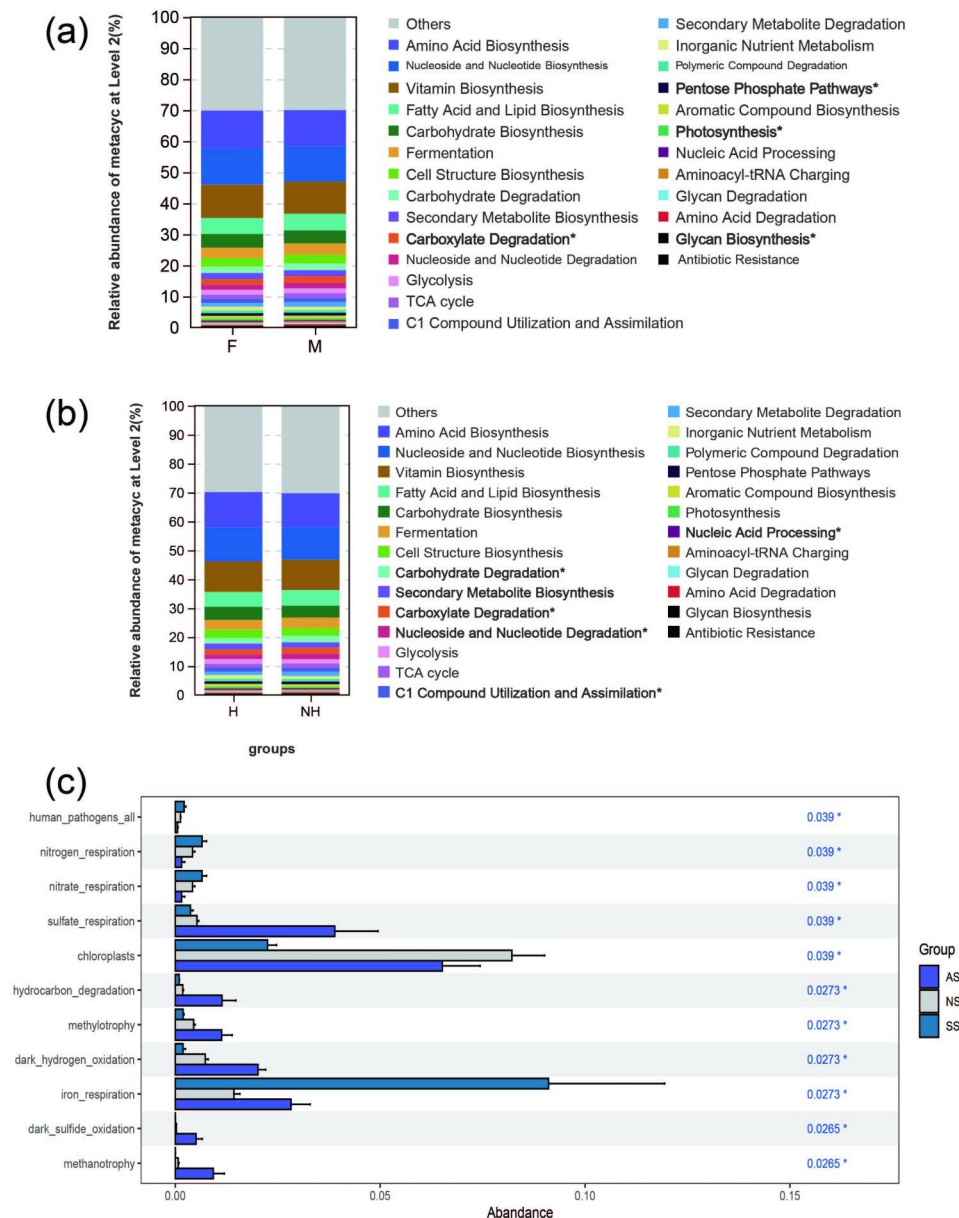 (a)
Relative abundance of metacyc at Level 2(%)
100
90
80
70
60
50
40
30
20
10
0
F
M
Others
Amino Acid Biosynthesis
Nucleoside and Nucleotide Biosynthesis
Vitamin Biosynthesis
Fatty Acid and Lipid Biosynthesis
Carbohydrate Biosynthesis
Fermentation
Cell Structure Biosynthesis
Carbohydrate Degradation
Secondary Metabolite Biosynthesis
Carboxylate Degradation*
Nucleoside and Nucleotide Degradation
Glycolysis
TCA cycle
C1 Compound Utilization and Assimilation
Secondary Metabolite Degradation
Inorganic Nutrient Metabolism
Polymeric Compound Degradation
Pentose Phosphate Pathways*
Aromatic Compound Biosynthesis
Photosynthesis*
Nucleic Acid Processing
Aminoacyl-tRNA Charging
Glycan Degradation
Amino Acid Degradation
Glycan Biosynthesis*
Antibiotic Resistance
(b)
Relative abundance of metacyc at Level 2(%)
100
90
80
70
60
50
40
30
20
10
0
H
NH
groups
Others
Amino Acid Biosynthesis
Nucleoside and Nucleotide Biosynthesis
Vitamin Biosynthesis
Fatty Acid and Lipid Biosynthesis
Carbohydrate Biosynthesis
Fermentation
Cell Structure Biosynthesis
Carbohydrate Degradation*
Secondary Metabolite Biosynthesis
Carboxylate Degradation*
Nucleoside and Nucleotide Degradation*
Glycolysis
TCA cycle
C1 Compound Utilization and Assimilation*
Secondary Metabolite Degradation
Inorganic Nutrient Metabolism
Polymeric Compound Degradation
Pentose Phosphate Pathways
Aromatic Compound Biosynthesis
Photosynthesis
Nucleic Acid Processing*
Aminoacyl-tRNA Charging
Glycan Degradation
Amino Acid Degradation
Glycan Biosynthesis
Antibiotic Resistance
(c)
human_pathogens_all 0.039 *
nitrogen_respiration 0.039 *
nitrate_respiration 0.039 *
sulfate_respiration 0.039 *
chloroplasts 0.039 *
hydrocarbon_degradation 0.0273 *
methylotrophy 0.0273 *
dark_hydrogen_oxidation 0.0273 *
iron_respiration 0.0273 *
dark_sulfide_oxidation 0.0265 *
methanotrophy 0.0265 *
0.00 0.05 0.10 0.15
Abandance
Group
AS
NS
SS